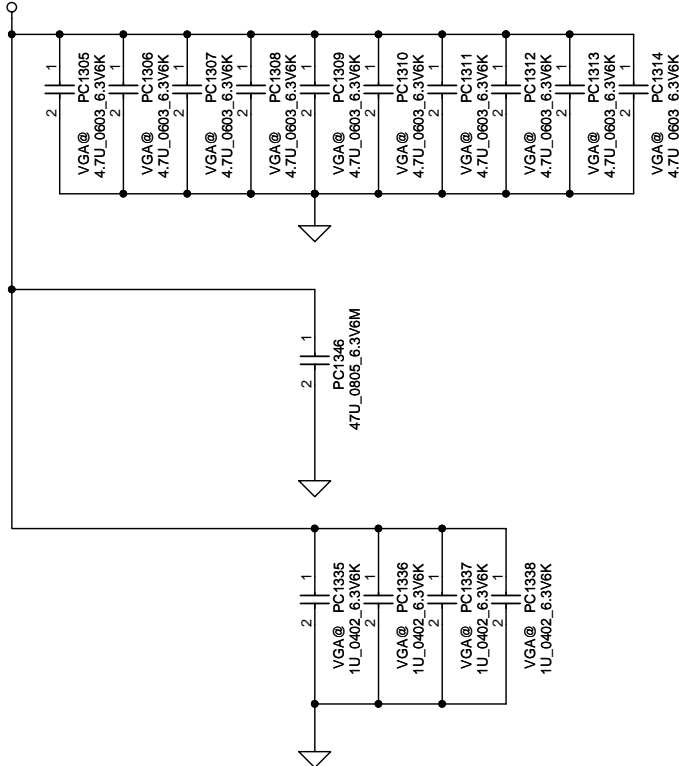 1
2
VGA@ PC1305
4.7U_0603_6.3V6K
1
2
VGA@ PC1306
4.7U_0603_6.3V6K
1
2
VGA@ PC1307
4.7U_0603_6.3V6K
1
2
VGA@ PC1308
4.7U_0603_6.3V6K
1
2
VGA@ PC1309
4.7U_0603_6.3V6K
1
2
VGA@ PC1310
4.7U_0603_6.3V6K
1
2
VGA@ PC1311
4.7U_0603_6.3V6K
1
2
VGA@ PC1312
4.7U_0603_6.3V6K
1
2
VGA@ PC1313
4.7U_0603_6.3V6K
1
2
VGA@ PC1314
4.7U_0603_6.3V6K
1
2
PC1346
47U_0805_6.3V6M
1
2
VGA@ PC1335
1U_0402_6.3V6K
1
2
VGA@ PC1336
1U_0402_6.3V6K
1
2
VGA@ PC1337
1U_0402_6.3V6K
1
2
VGA@ PC1338
1U_0402_6.3V6K